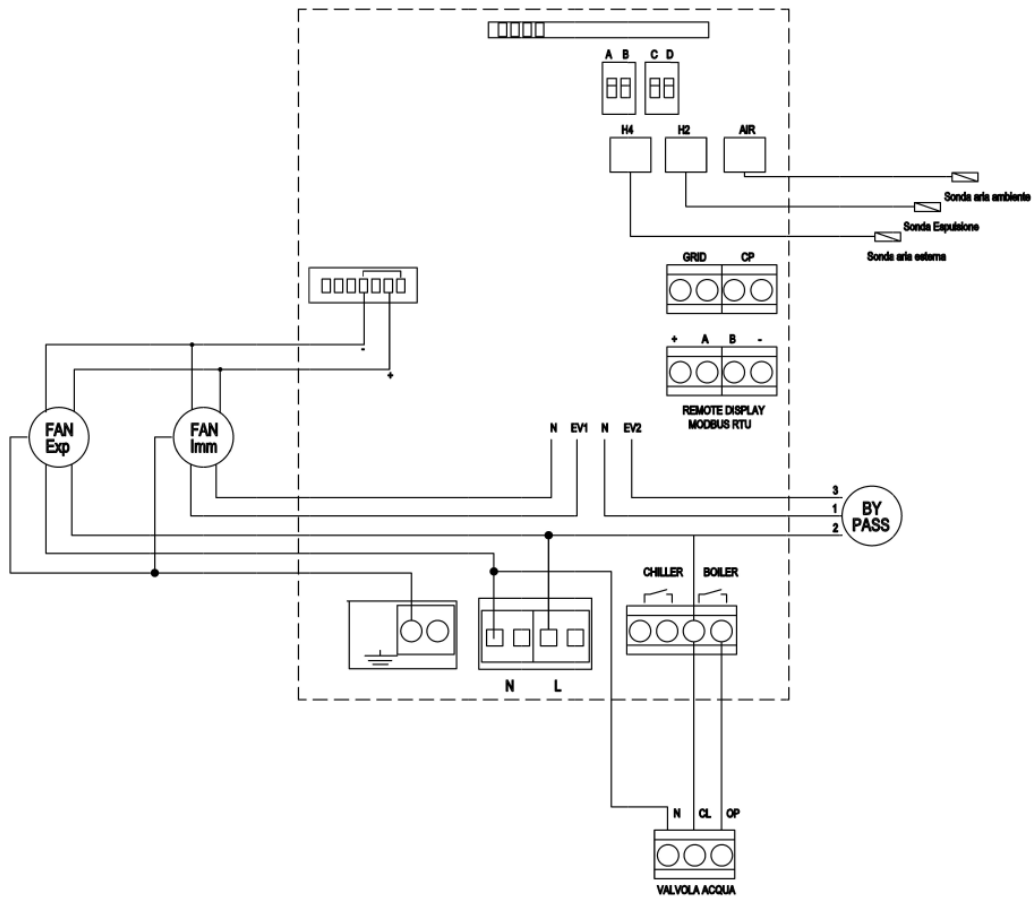 A B C D
H4 H2 AIR
Sonda aria ambiente
Sonda Espulsione
Sonda aria esterna
GRID CP
-
+
+ A B -
REMOTE DISPLAY
MODBUS RTU
FAN
Exp
FAN
Imm
N EV1 N EV2
3
1
2
BY
PASS
CHILLER BOILER
N L
N CL OP
VALVOLA ACQUA